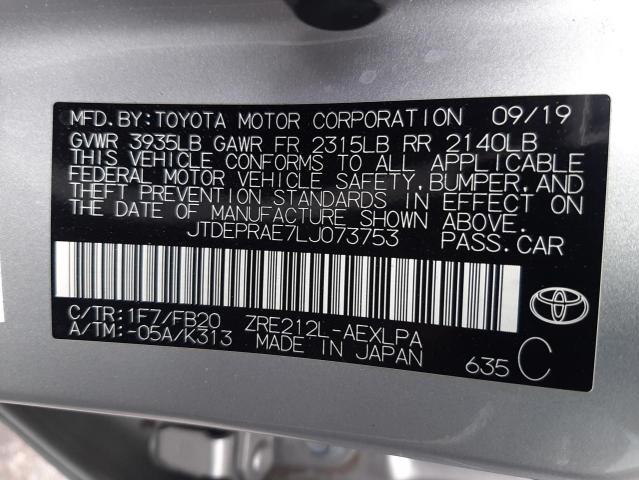 MFD.BY:TOYOTA MOTOR CORPORATION 09/19
GVWR 3935LB GAWR FR 2315LB RR 2140LB
THIS VEHICLE CONFORMS TO ALL APPLICABLE
FEDERAL MOTOR VEHICLE SAFETY,BUMPER,AND
THEFT PREVENTION STANDARDS IN EFFECT ON
THE DATE OF MANUFACTURE SHOWN ABOVE.
JTDEPRAE7LJ073753 PASS.CAR
C/TR:1F7/FB20 ZRE212L-AEXLPA
A/TM:-05A/K313 MADE IN JAPAN 635 C